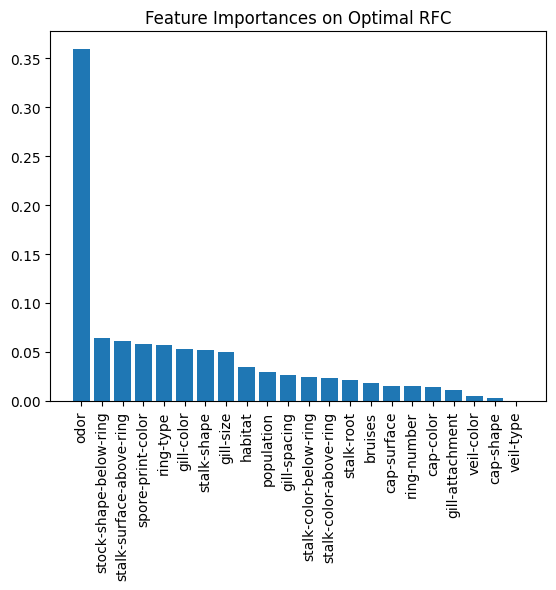 Feature Importances on Optimal RFC
0.35
0.30
0.25
0.20
0.15
0.10
0.05
0.00
odor
stock-shape-below-ring
stalk-surface-above-ring
spore-print-color
ring-type
gill-color
stalk-shape
gill-size
habitat
population
gill-spacing
stalk-color-below-ring
stalk-color-above-ring
stalk-root
bruises
cap-surface
ring-number
cap-color
gill-attachment
veil-color
cap-shape
veil-type